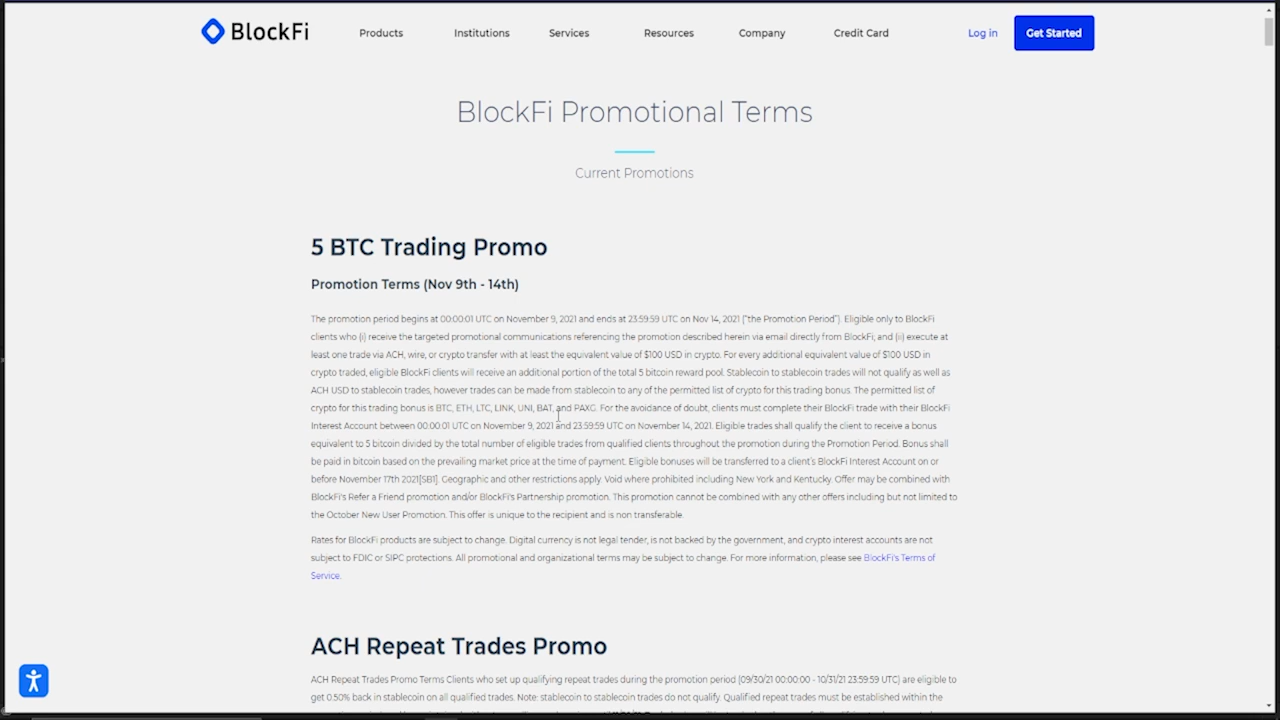 BlockFi
Products
Institutions
Services
Resources
Company
Credit Card
Log in
Get Started
BlockFi Promotional Terms
Current Promotions
5 BTC Trading Promo
Promotion Terms (Nov 9th - 14th)
The promotion period begins at 00:00:01 UTC on November 9, 2021 and ends at 23:59:59 UTC on Nov 14, 2021 ("the Promotion Period"). Eligible only to BlockFi
clients who (i) receive the targeted promotional communications referencing the promotion described herein via email directly from BlockFi; and (ii) execute at
least one trade via ACH, wire, or crypto transfer with at least the equivalent value of $100 USD in crypto. For every additional equivalent value of $100 USD in
crypto traded, eligible BlockFi clients will receive an additional portion of the total 5 bitcoin reward pool. Stablecoin to stablecoin trades will not qualify as well as
ACH USD to stablecoin trades, however trades can be made from stablecoin to any of the permitted list of crypto for this trading bonus. The permitted list of
crypto for this trading bonus is BTC, ETH, LTC, LINK, UNI, BAT, and PAXG. For the avoidance of doubt, clients must complete their BlockFi trade with their BlockFi
Interest Account between 00:00:01 UTC on November 9, 2021 and 23:59:59 UTC on November 14, 2021. Eligible trades shall qualify the client to receive a bonus
equivalent to 5 bitcoin divided by the total number of eligible trades from qualified clients throughout the promotion during the Promotion Period. Bonus shall
be paid in bitcoin based on the prevailing market price at the time of payment. Eligible bonuses will be transferred to a client's BlockFi Interest Account on or
before November 17th 2021[SB1]. Geographic and other restrictions apply. Void where prohibited including New York and Kentucky. Offer may be combined with
BlockFi's Refer a Friend promotion and/or BlockFi's Partnership promotion. This promotion cannot be combined with any other offers including but not limited to
the October New User Promotion. This offer is unique to the recipient and is non transferable.
Rates for BlockFi products are subject to change. Digital currency is not legal tender, is not backed by the government, and crypto interest accounts are not
subject to FDIC or SIPC protections. All promotional and organizational terms may be subject to change. For more information, please see BlockFi's Terms of
Service.
ACH Repeat Trades Promo
ACH Repeat Trades Promo Terms Clients who set up qualifying repeat trades during the promotion period (09/30/21 00:00:00 - 10/31/21 23:59:59 UTC) are eligible to
get 0.50% back in stablecoin on all qualified trades. Note: stablecoin to stablecoin trades do not qualify. Qualified repeat trades must be established within the